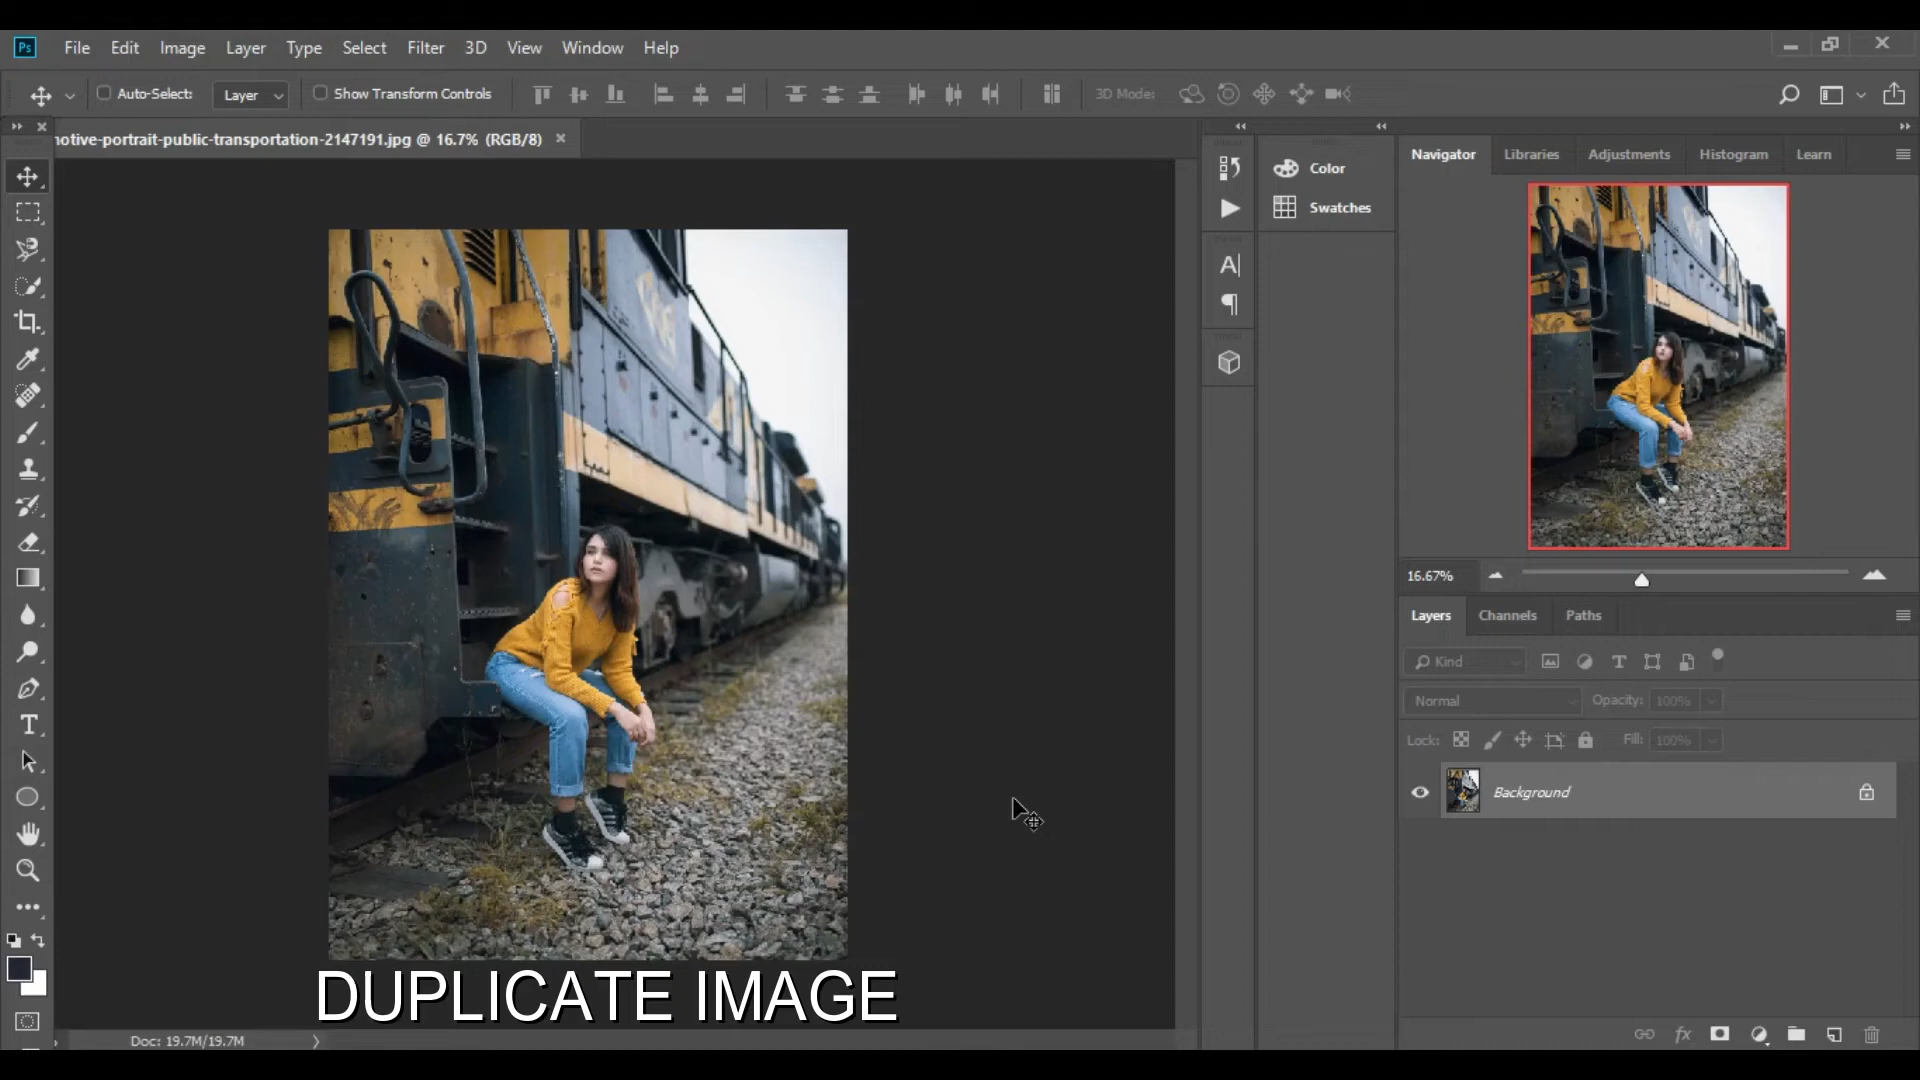 Ps File Edit Image Layer Type Select Filter 3D View Window Help
Auto-Select: Layer Show Transform Controls 3D Mode:
notive-portrait-public-transportation-2147191.jpg @ 16.7% (RGB/8)
Color
Swatches
Navigator Libraries Adjustments Histogram Learn
16.67%
Layers Channels Paths
Kind
Normal Opacity: 100%
Lock: Fill: 100%
Background
fx
DUPLICATE IMAGE
Doc: 19.7M/19.7M